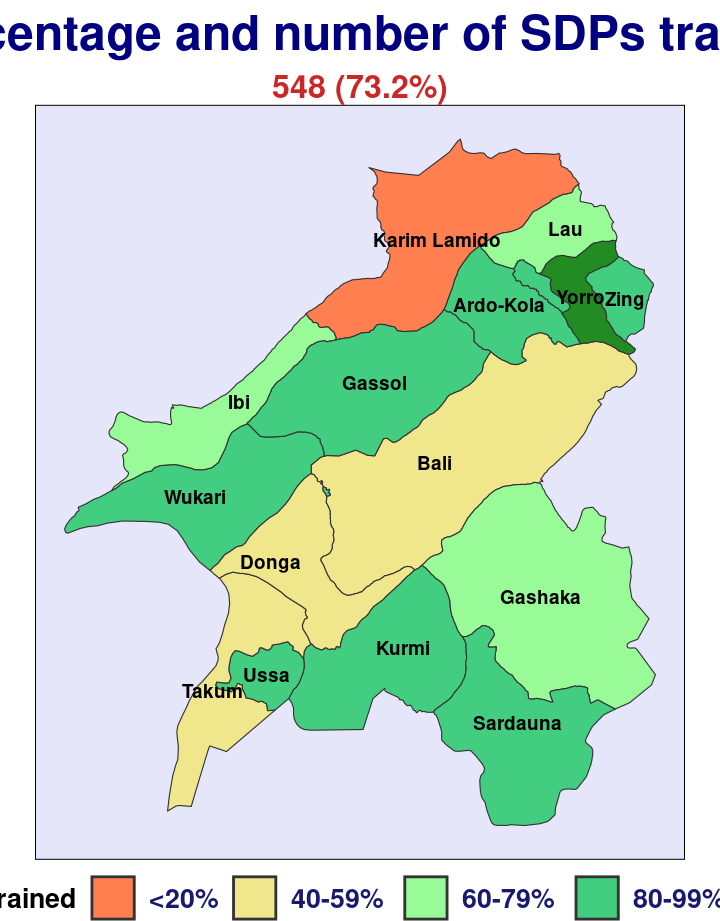 centage and number of SDPs tra
548 (73.2%)
Karim Lamido
Lau
Yorro
Zing
Ardo-Kola
Gassol
Ibi
Bali
Wukari
Donga
Gashaka
Kurmi
Ussa
Takum
Sardauna
rained <20% 40-59% 60-79% 80-99%